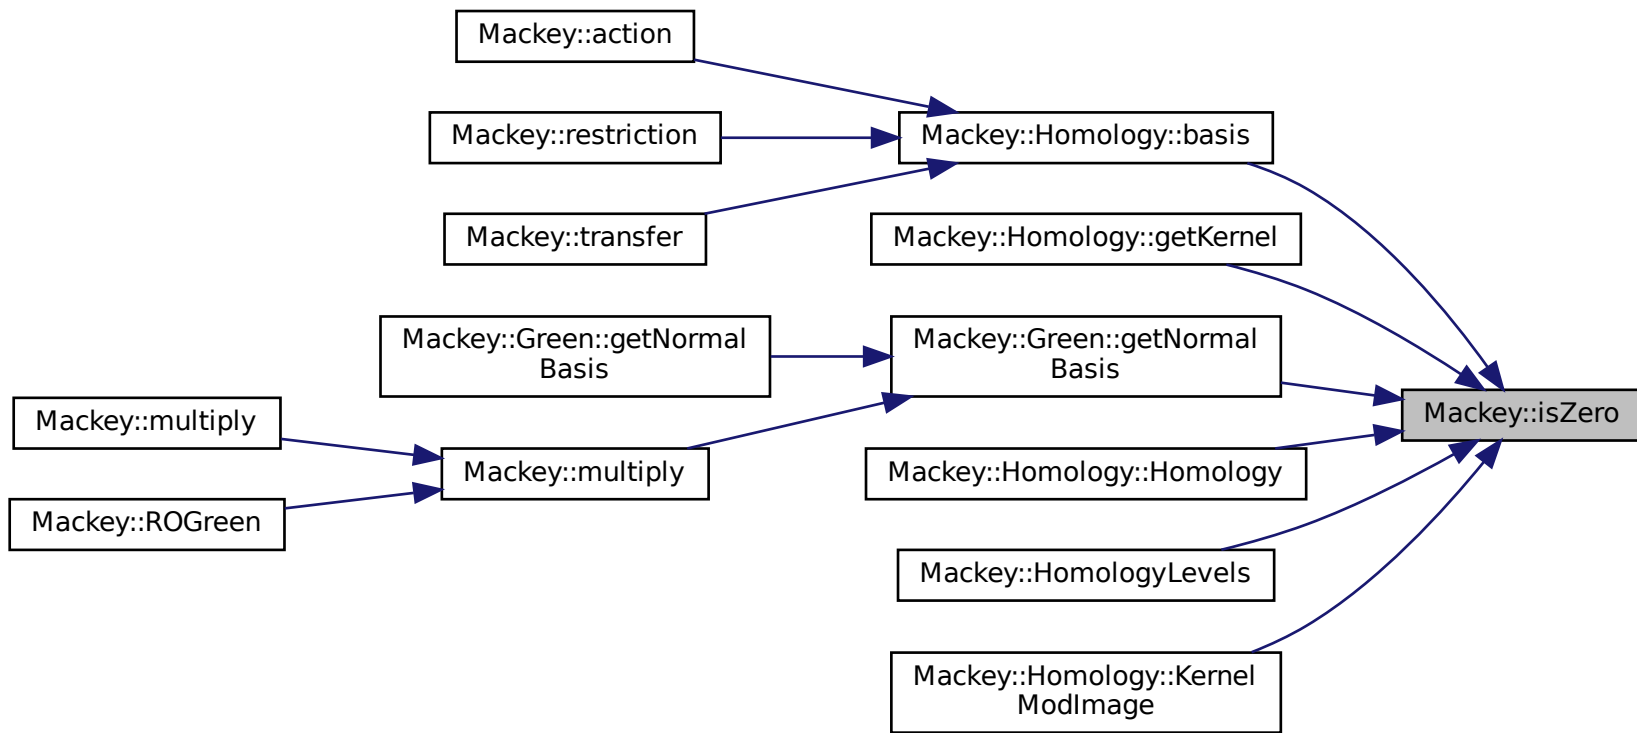 Mackey::action
Mackey::restriction
Mackey::Homology::basis
Mackey::transfer
Mackey::Homology::getKernel
Mackey::Green::getNormal
Basis
Mackey::Green::getNormal
Basis
Mackey::isZero
Mackey::multiply
Mackey::multiply
Mackey::Homology::Homology
Mackey::ROGreen
Mackey::HomologyLevels
Mackey::Homology::Kernel
ModImage